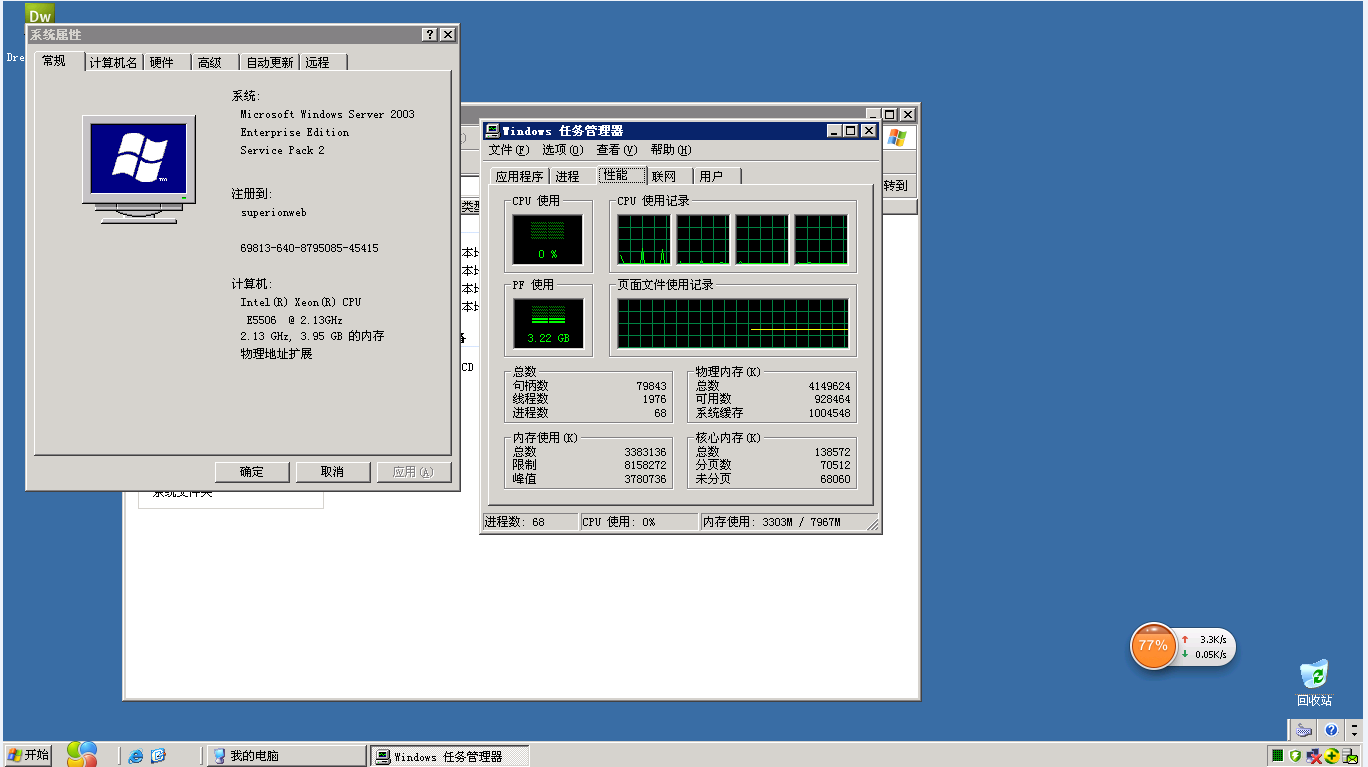 Dw
Dre
系统属性
常规
计算机名
硬件
高级
自动更新
远程
系统:
Microsoft Windows Server 2003
Enterprise Edition
Service Pack 2
注册到:
superionweb
69813-640-8795085-45415
计算机:
Intel(R) Xeon(R) CPU
E5506 @ 2.13GHz
2.13 GHz, 3.95 GB 的内存
物理地址扩展
确定
取消
应用(A)
系统文件夹
类型
本地
本地
本地
本地
CD
转到
Windows 任务管理器
文件(F) 选项(O) 查看(V) 帮助(H)
应用程序
进程
性能
联网
用户
CPU 使用
0 %
CPU 使用记录
PF 使用
3.22 GB
页面文件使用记录
总数
句柄数 79843
线程数 1976
进程数 68
物理内存(K)
总数 4149624
可用数 928464
系统缓存 1004548
内存使用(K)
总数 3383136
限制 8158272
峰值 3780736
核心内存(K)
总数 138572
分页数 70512
未分页 68060
进程数: 68
CPU 使用: 0%
内存使用: 3303M / 7967M
77%
3.3K/s
0.05K/s
回收站
开始
我的电脑
Windows 任务管理器